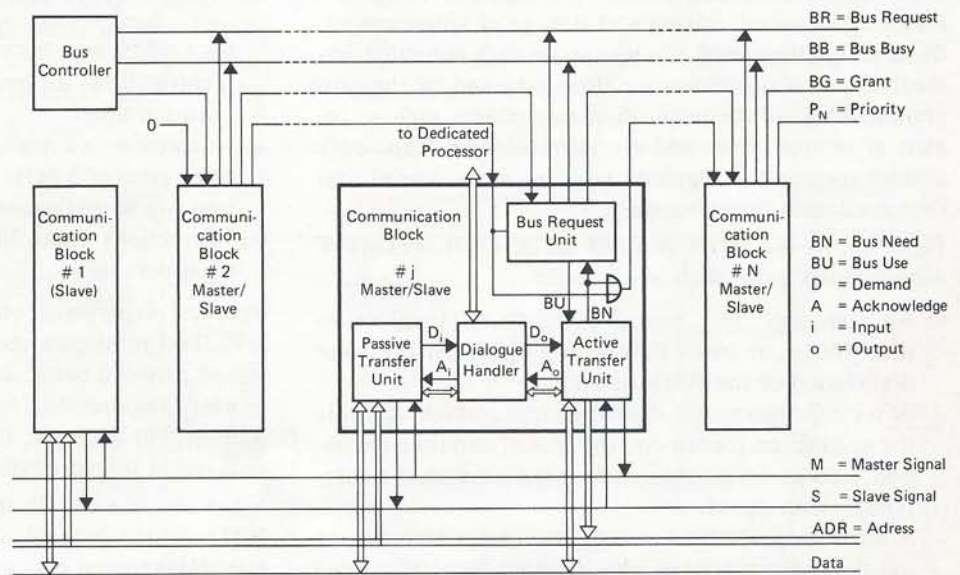 BR = Bus Request
Bus
Controller
BB = Bus Busy
BG = Grant
P_N = Priority
0
to Dedicated
Processor
Communi-
cation
Block
# 1
(Slave)
Communi-
cation
Block
# 2
Master/
Slave
Communication
Block
# j
Master/Slave
Bus Request
Unit
BU
BN
Passive
Transfer
Unit
D_i
A_i
Dialogue
Handler
D_o
A_o
Active
Transfer
Unit
Communi-
cation
Block
# N
Master/
Slave
BN = Bus Need
BU = Bus Use
D = Demand
A = Acknowledge
= Input
o = Output
M = Master Signal
S = Slave Signal
ADR = Adress
Data